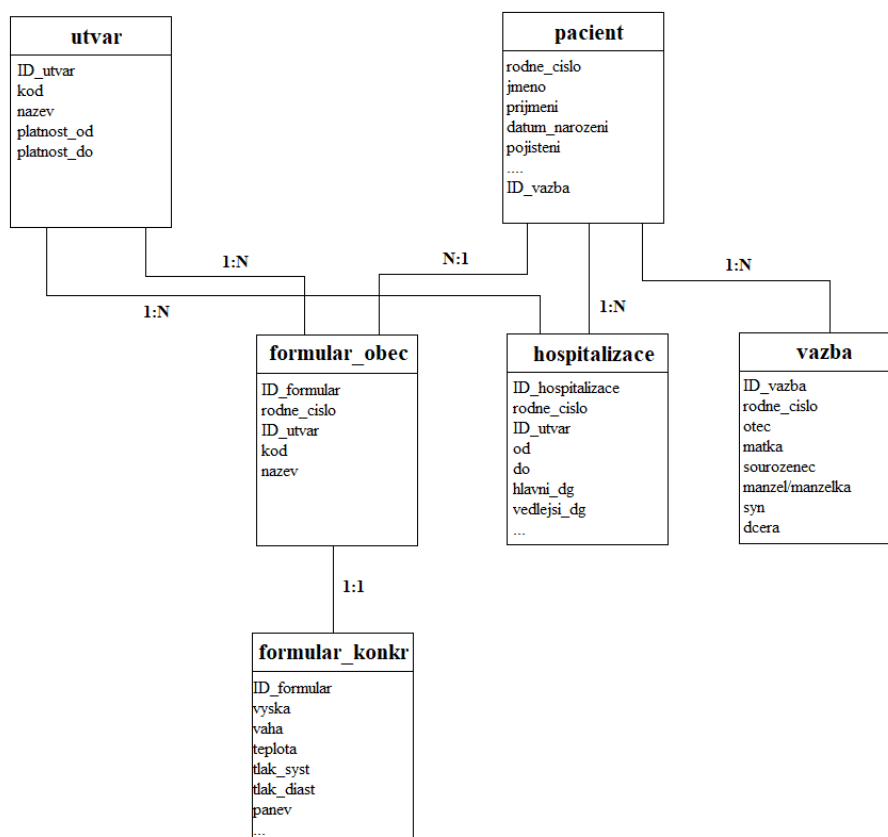 utvar
ID_utvar
kod
nazev
platnost_od
platnost_do
pacient
rodne_cislo
jmeno
prijmeni
datum_narozeni
pojisteni
....
ID_vazba
1:N
N:1
1:N
1:N
1:N
formular_obec
ID_formular
rodne_cislo
ID_utvar
kod
nazev
hospitalizace
ID_hospitalizace
rodne_cislo
ID_utvar
od
do
hlavni_dg
vedlejsi_dg
...
vazba
ID_vazba
rodne_cislo
otec
matka
sourozenec
manzel/manzelka
syn
dcera
1:1
formular_konkr
ID_formular
vyska
vaha
teplota
tlak_syst
tlak_diast
panev
...